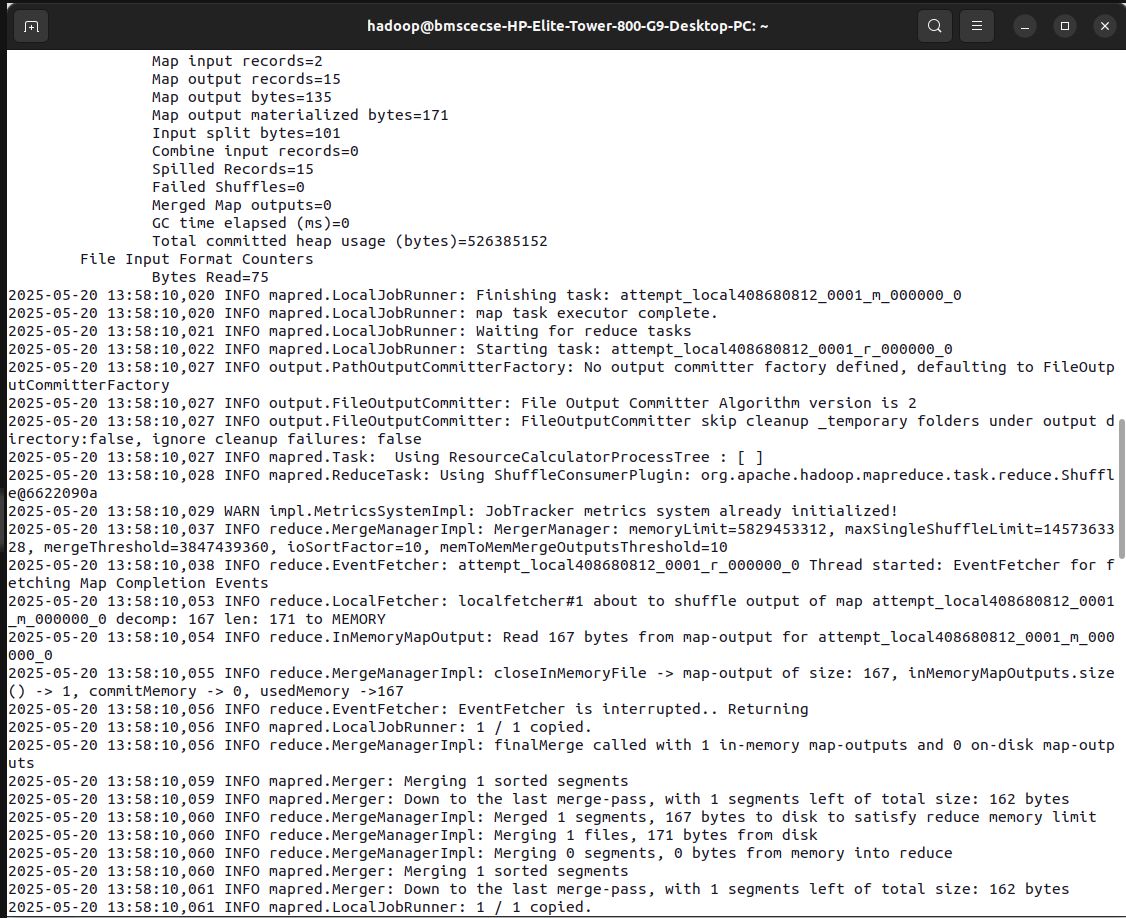 hadoop@bmscecse-HP-Elite-Tower-800-G9-Desktop-PC: ~
Map input records=2
Map output records=15
Map output bytes=135
Map output materialized bytes=171
Input split bytes=101
Combine input records=0
Spilled Records=15
Failed Shuffles=0
Merged Map outputs=0
GC time elapsed (ms)=0
Total committed heap usage (bytes)=526385152
File Input Format Counters
Bytes Read=75
2025-05-20 13:58:10,020 INFO mapred.LocalJobRunner: Finishing task: attempt_local408680812_0001_m_000000_0
2025-05-20 13:58:10,020 INFO mapred.LocalJobRunner: map task executor complete.
2025-05-20 13:58:10,021 INFO mapred.LocalJobRunner: Waiting for reduce tasks
2025-05-20 13:58:10,022 INFO mapred.LocalJobRunner: Starting task: attempt_local408680812_0001_r_000000_0
2025-05-20 13:58:10,027 INFO output.PathOutputCommitterFactory: No output committer factory defined, defaulting to FileOutp
utCommitterFactory
2025-05-20 13:58:10,027 INFO output.FileOutputCommitter: File Output Committer Algorithm version is 2
2025-05-20 13:58:10,027 INFO output.FileOutputCommitter: FileOutputCommitter skip cleanup _temporary folders under output d
irectory:false, ignore cleanup failures: false
2025-05-20 13:58:10,027 INFO mapred.Task:  Using ResourceCalculatorProcessTree : [ ]
2025-05-20 13:58:10,028 INFO mapred.ReduceTask: Using ShuffleConsumerPlugin: org.apache.hadoop.mapreduce.task.reduce.Shuffl
e@6622090a
2025-05-20 13:58:10,029 WARN impl.MetricsSystemImpl: JobTracker metrics system already initialized!
2025-05-20 13:58:10,037 INFO reduce.MergeManagerImpl: MergerManager: memoryLimit=5829453312, maxSingleShuffleLimit=14573633
28, mergeThreshold=3847439360, ioSortFactor=10, memToMemMergeOutputsThreshold=10
2025-05-20 13:58:10,038 INFO reduce.EventFetcher: attempt_local408680812_0001_r_000000_0 Thread started: EventFetcher for f
etching Map Completion Events
2025-05-20 13:58:10,053 INFO reduce.LocalFetcher: localfetcher#1 about to shuffle output of map attempt_local408680812_0001
_m_000000_0 decomp: 167 len: 171 to MEMORY
2025-05-20 13:58:10,054 INFO reduce.InMemoryMapOutput: Read 167 bytes from map-output for attempt_local408680812_0001_m_000
000_0
2025-05-20 13:58:10,055 INFO reduce.MergeManagerImpl: closeInMemoryFile -> map-output of size: 167, inMemoryMapOutputs.size
() -> 1, commitMemory -> 0, usedMemory ->167
2025-05-20 13:58:10,056 INFO reduce.EventFetcher: EventFetcher is interrupted.. Returning
2025-05-20 13:58:10,056 INFO mapred.LocalJobRunner: 1 / 1 copied.
2025-05-20 13:58:10,056 INFO reduce.MergeManagerImpl: finalMerge called with 1 in-memory map-outputs and 0 on-disk map-outp
uts
2025-05-20 13:58:10,059 INFO mapred.Merger: Merging 1 sorted segments
2025-05-20 13:58:10,059 INFO mapred.Merger: Down to the last merge-pass, with 1 segments left of total size: 162 bytes
2025-05-20 13:58:10,060 INFO reduce.MergeManagerImpl: Merged 1 segments, 167 bytes to disk to satisfy reduce memory limit
2025-05-20 13:58:10,060 INFO reduce.MergeManagerImpl: Merging 1 files, 171 bytes from disk
2025-05-20 13:58:10,060 INFO reduce.MergeManagerImpl: Merging 0 segments, 0 bytes from memory into reduce
2025-05-20 13:58:10,060 INFO mapred.Merger: Merging 1 sorted segments
2025-05-20 13:58:10,061 INFO mapred.Merger: Down to the last merge-pass, with 1 segments left of total size: 162 bytes
2025-05-20 13:58:10,061 INFO mapred.LocalJobRunner: 1 / 1 copied.